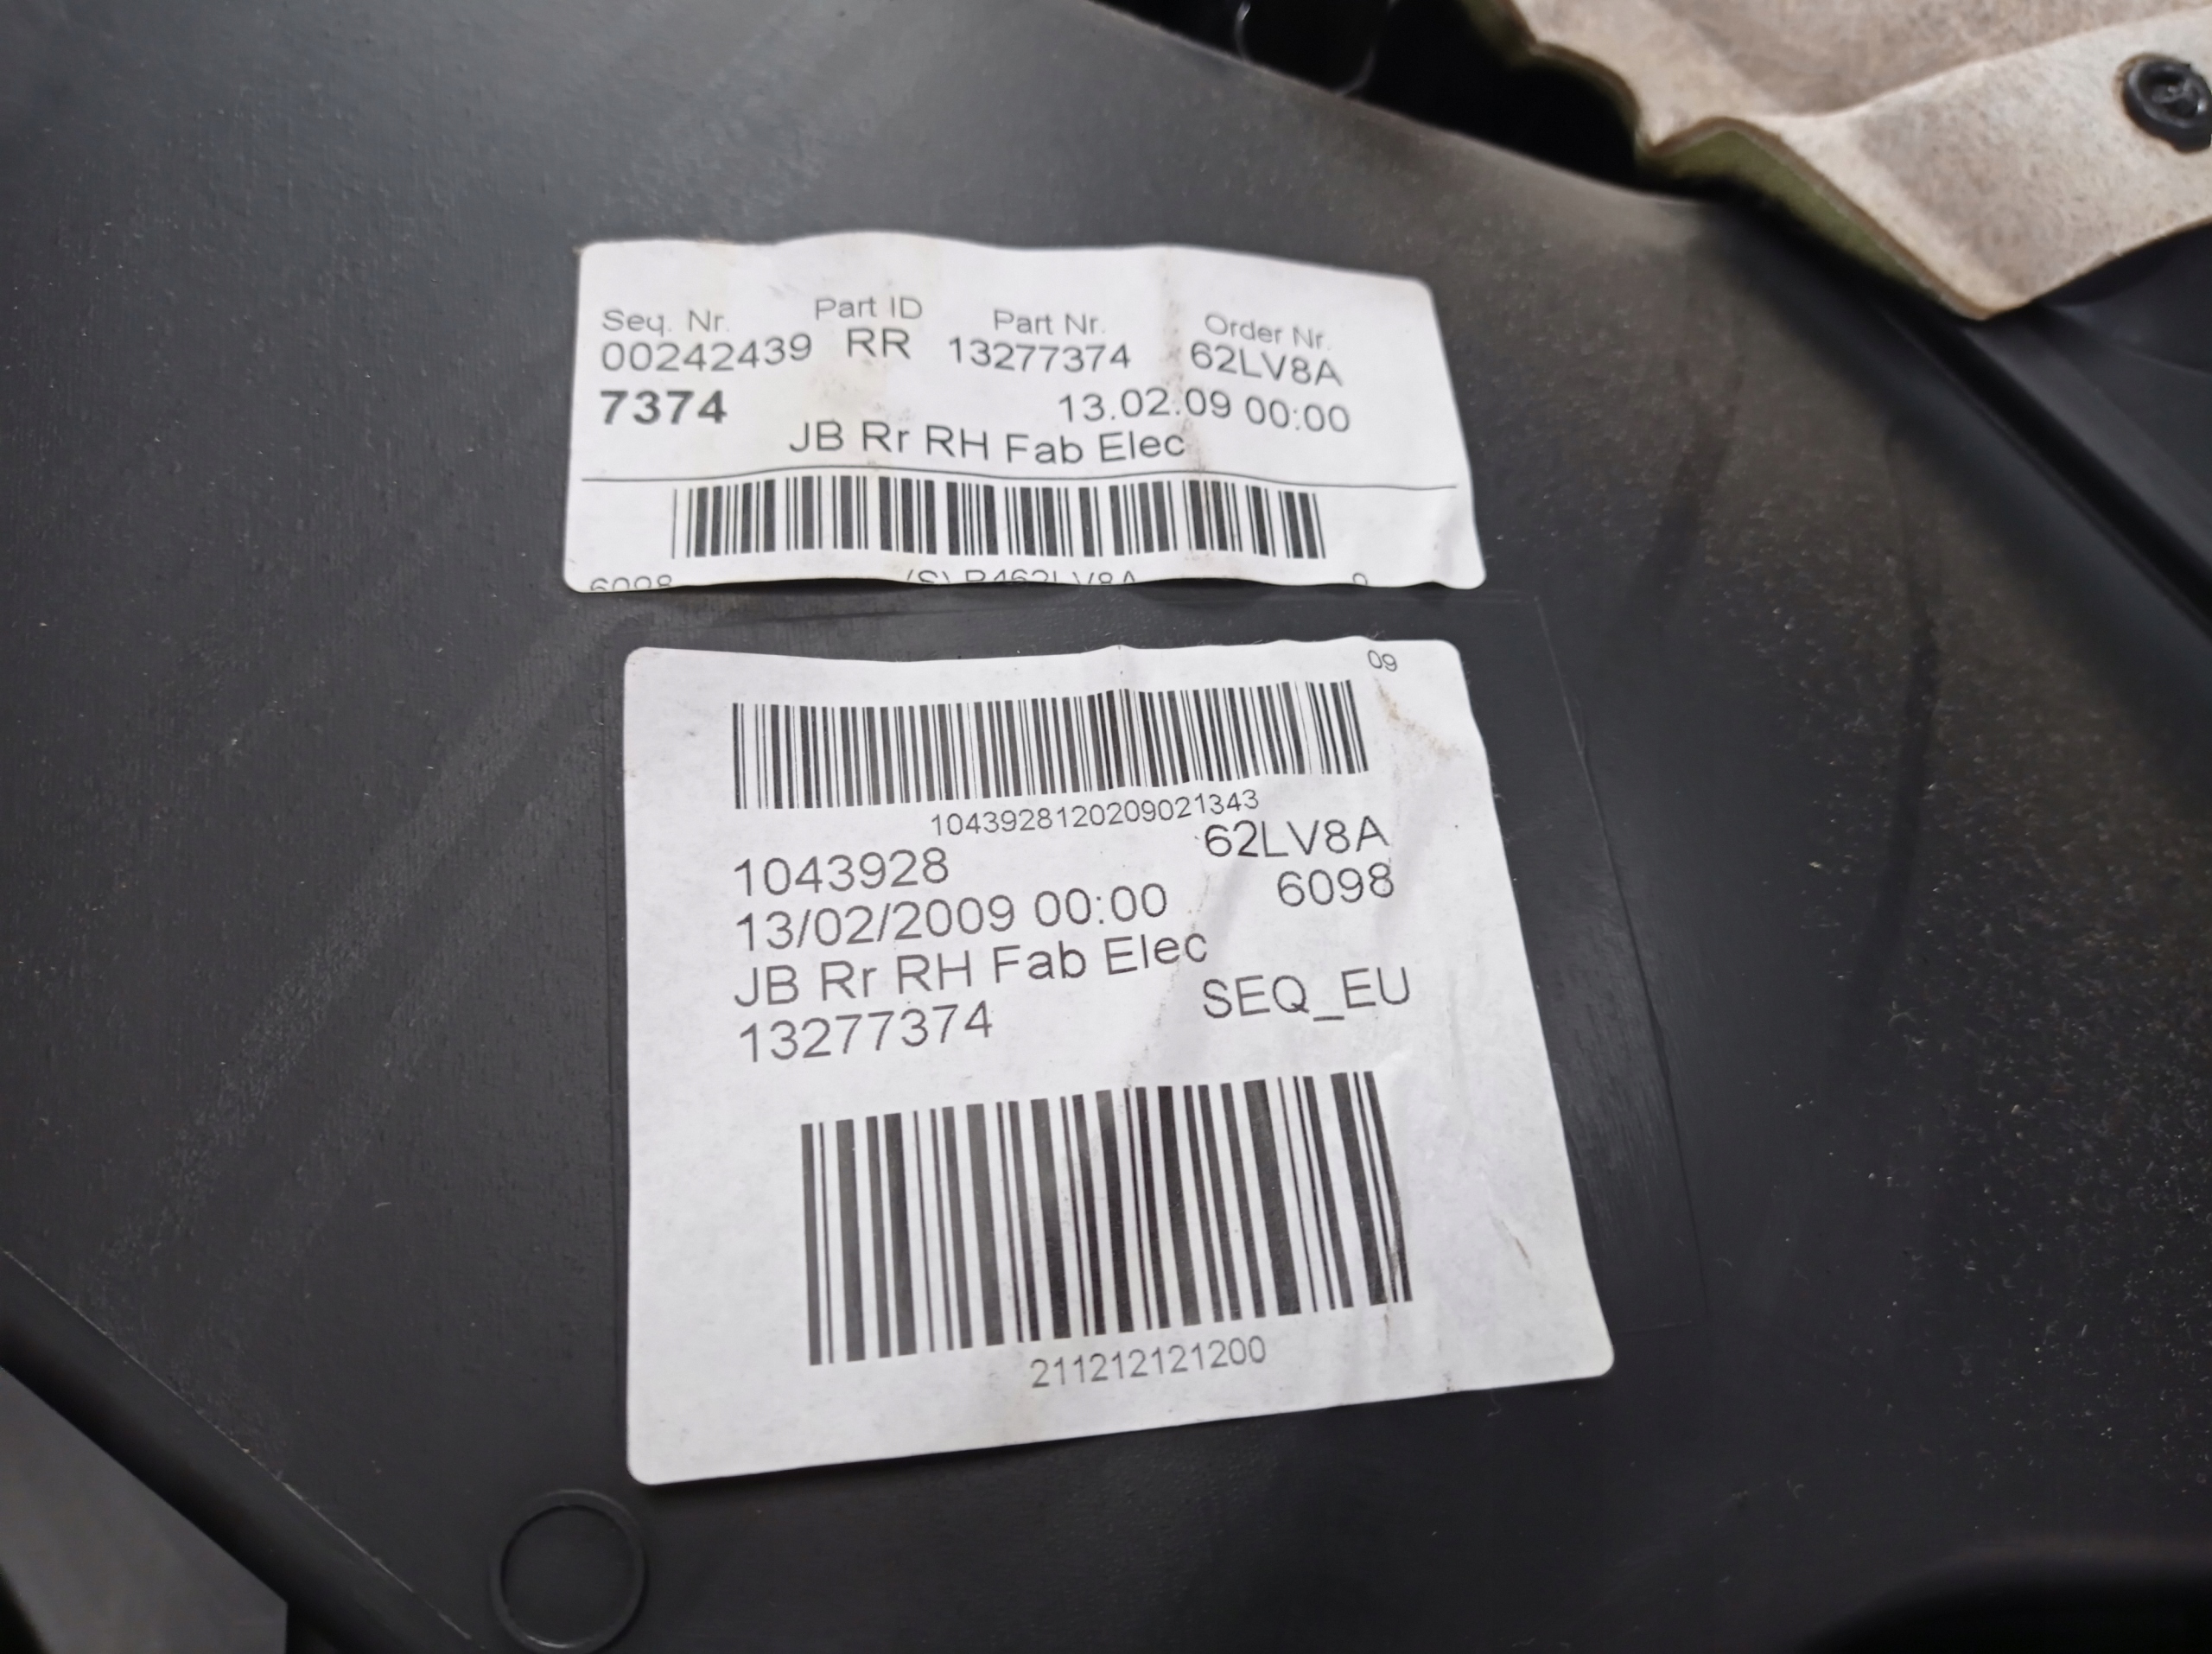 Seq. Nr. Part ID Part Nr. Order Nr.
00242439 RR 13277374 62LV8A
7374 13.02.09 00:00
JB Rr RH Fab Elec
6098
09
1043928120209021343
1043928 62LV8A
13/02/2009 00:00 6098
JB Rr RH Fab Elec
13277374 SEQ_EU
211212121200